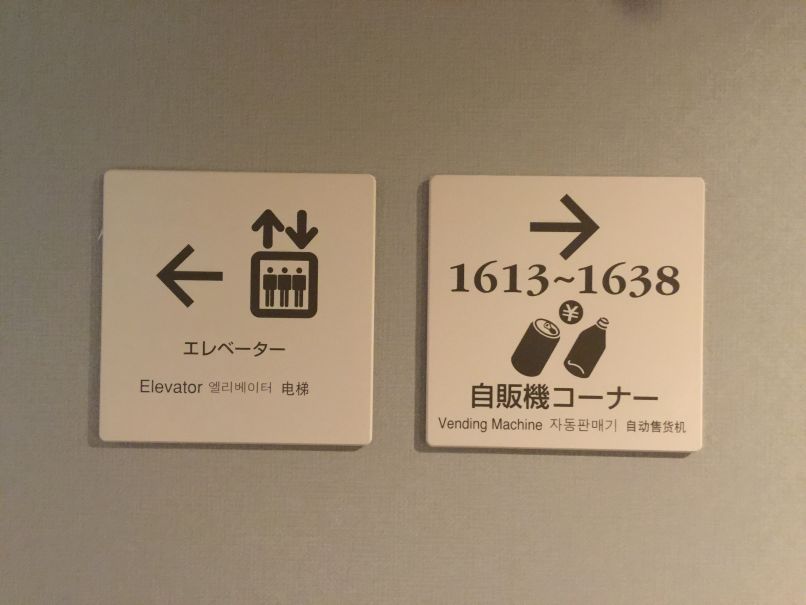 エレベーター
Elevator 엘리베이터 电梯
1613~1638
¥
自販機コーナー
Vending Machine 자동판매기 自动售货机